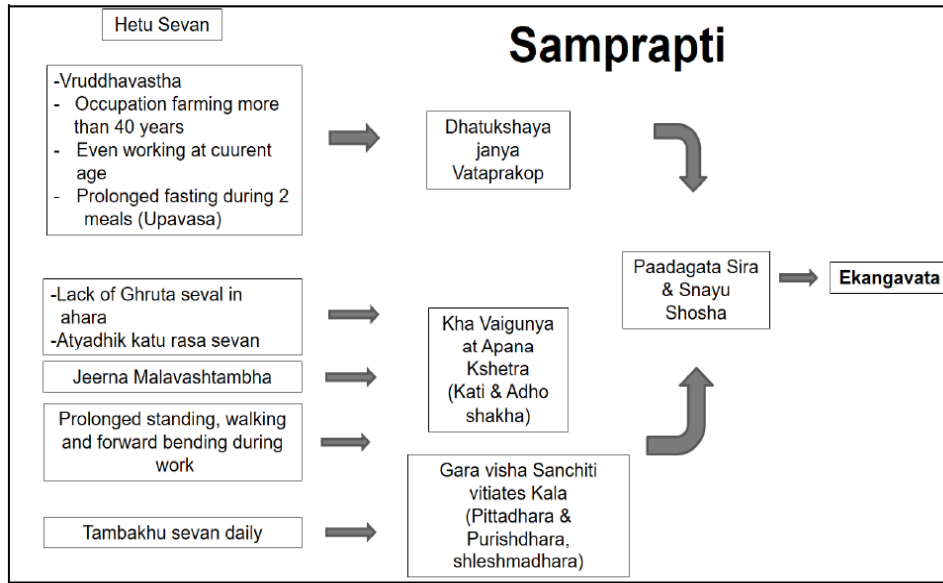 Hetu Sevan
Samprapti
-Vruddhavastha
- Occupation farming more
than 40 years
- Even working at cuurent
age
- Prolonged fasting during 2
meals (Upavasa)
Dhatukshaya
janya
Vataprakop
-Lack of Ghruta seval in
ahara
-Atyadhik katu rasa sevan
Jeerna Malavashtambha
Prolonged standing, walking
and forward bending during
work
Kha Vaigunya
at Apana
Kshetra
(Kati & Adho
shakha)
Tambakhu sevan daily
Gara visha Sanchiti
vitiates Kala
(Pittadhara &
Purishdhara,
shleshmadhara)
Paadagata Sira
& Snayu
Shosha
Ekangavata